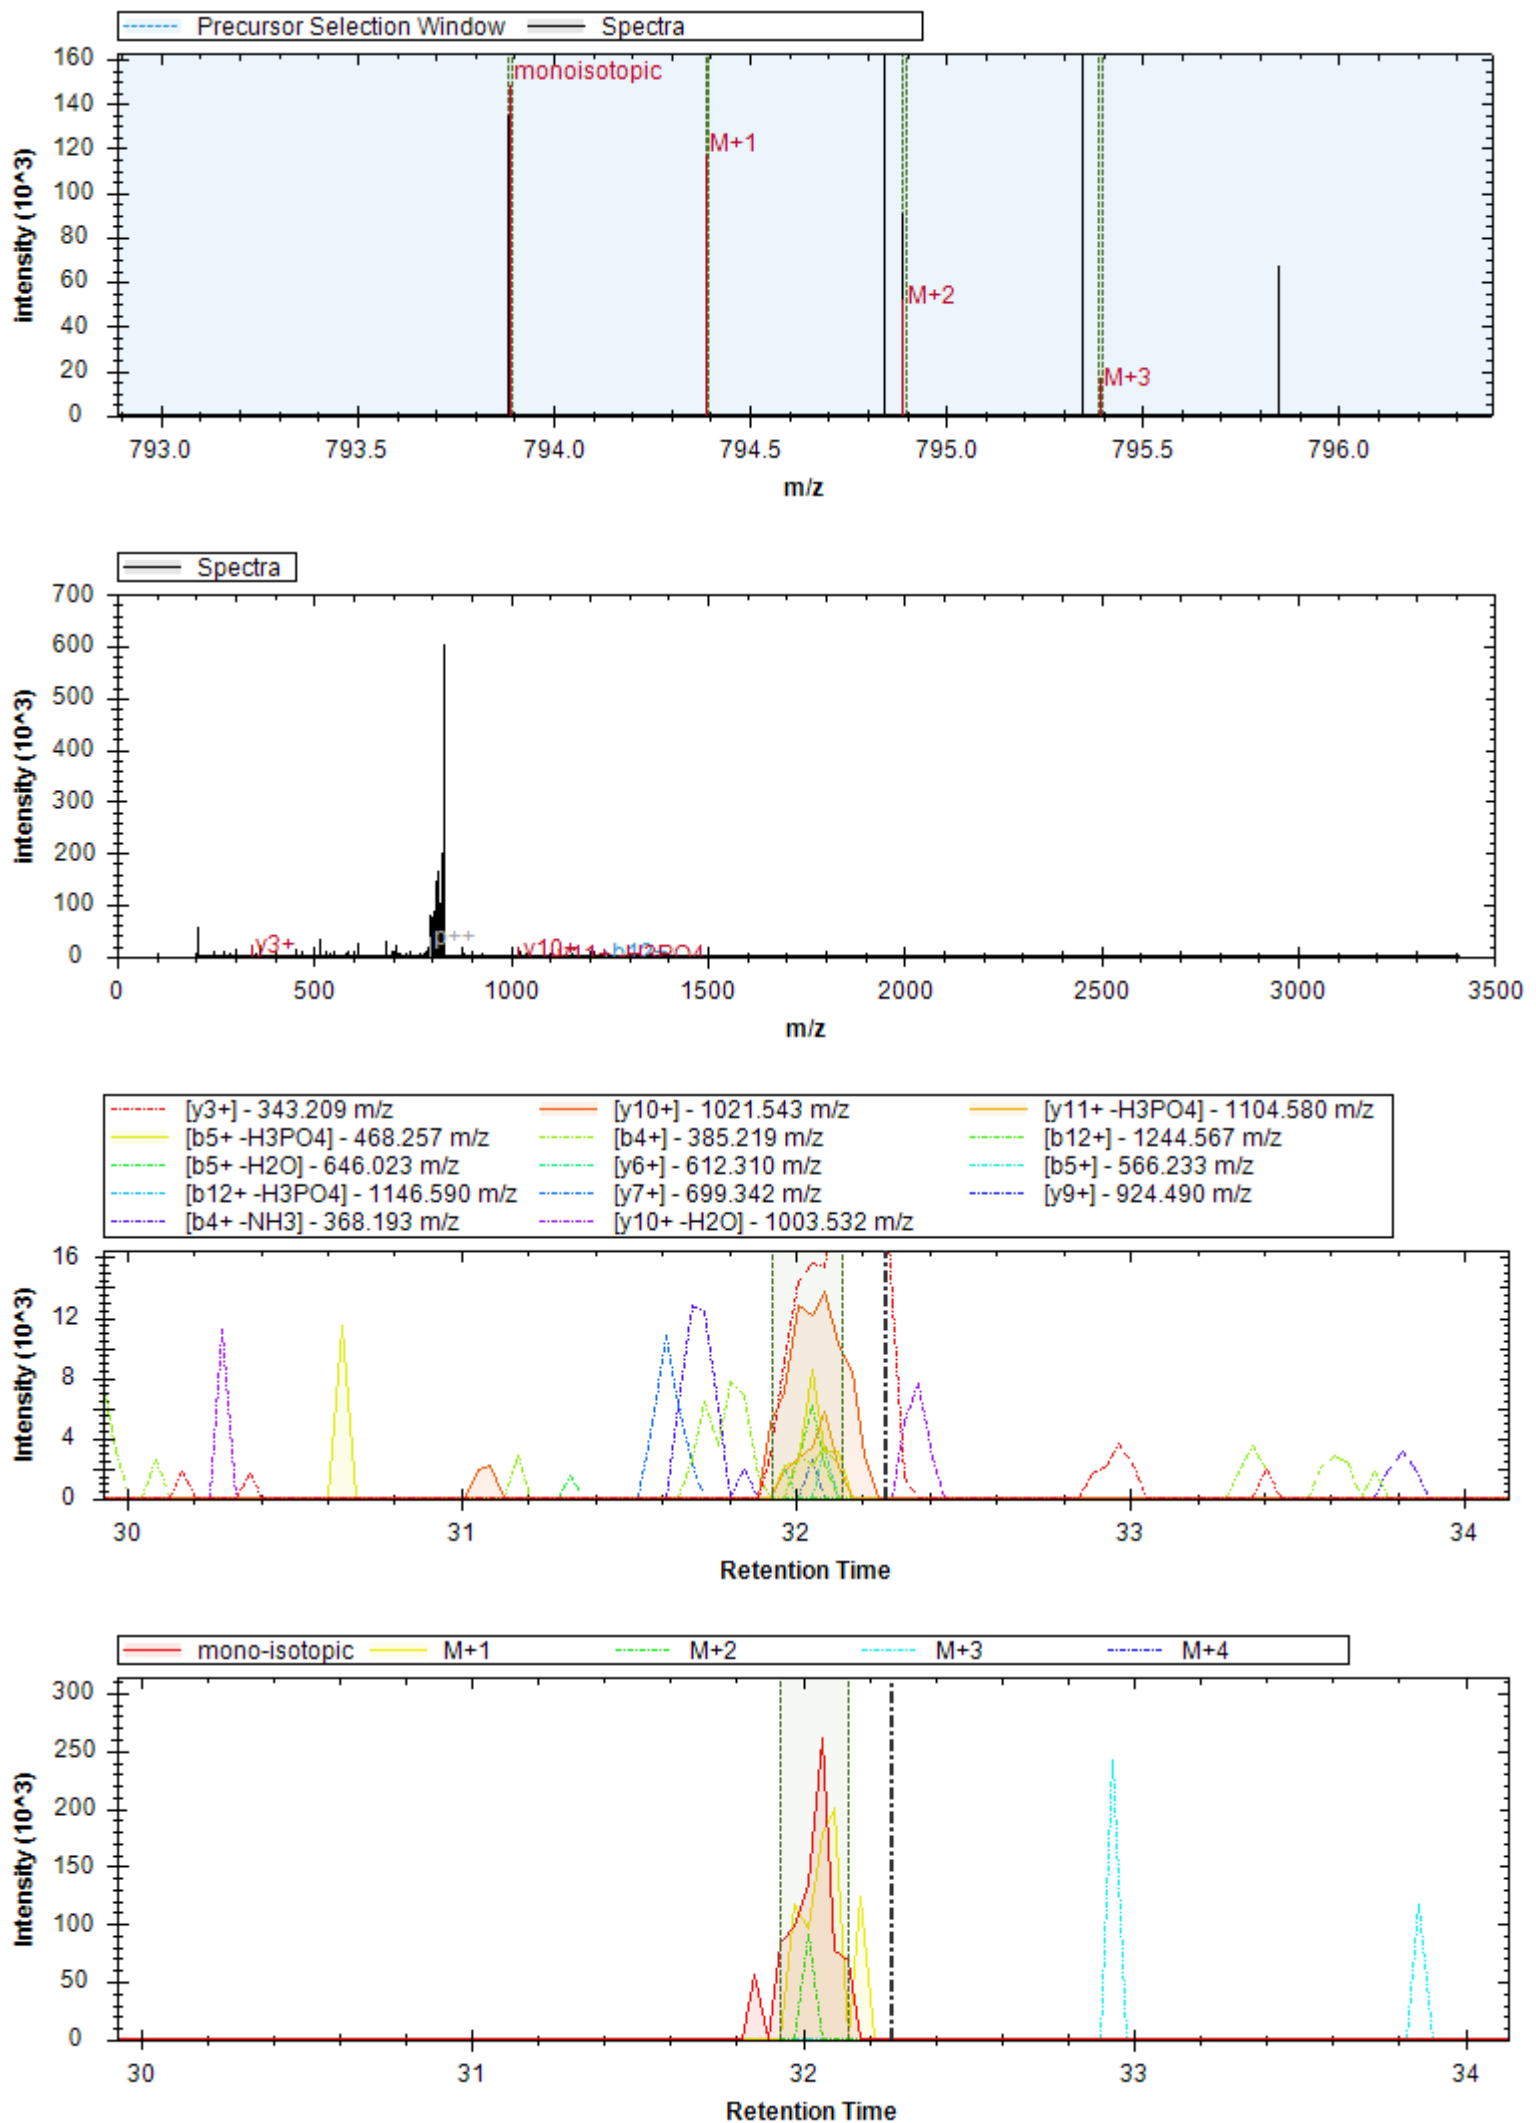 Precursor Selection Window Spectra
160
140
120
100
80
60
40
20
0
intensity (10^3)
monoisotopic
M+1
M+2
M+3
793.0 793.5 794.0 794.5 795.0 795.5 796.0
m/z
Spectra
700
600
500
400
300
200
100
0
intensity (10^3)
y3+ p++ y10+
-H3PO4
0 500 1000 1500 2000 2500 3000 3500
m/z
[y3+] - 343.209 m/z [y10+] - 1021.543 m/z [y11+ -H3PO4] - 1104.580 m/z
[b5+ -H3PO4] - 468.257 m/z [b4+] - 385.219 m/z [b12+] - 1244.567 m/z
[b5+ -H2O] - 646.023 m/z [y6+] - 612.310 m/z [b5+] - 566.233 m/z
[b12+ -H3PO4] - 1146.590 m/z [y7+] - 699.342 m/z [y9+] - 924.490 m/z
[b4+ -NH3] - 368.193 m/z [y10+ -H2O] - 1003.532 m/z
16
12
8
4
0
Intensity (10^3)
30 31 32 33 34
Retention Time
mono-isotopic M+1 M+2 M+3 M+4
300
250
200
150
100
50
0
Intensity (10^3)
30 31 32 33 34
Retention Time